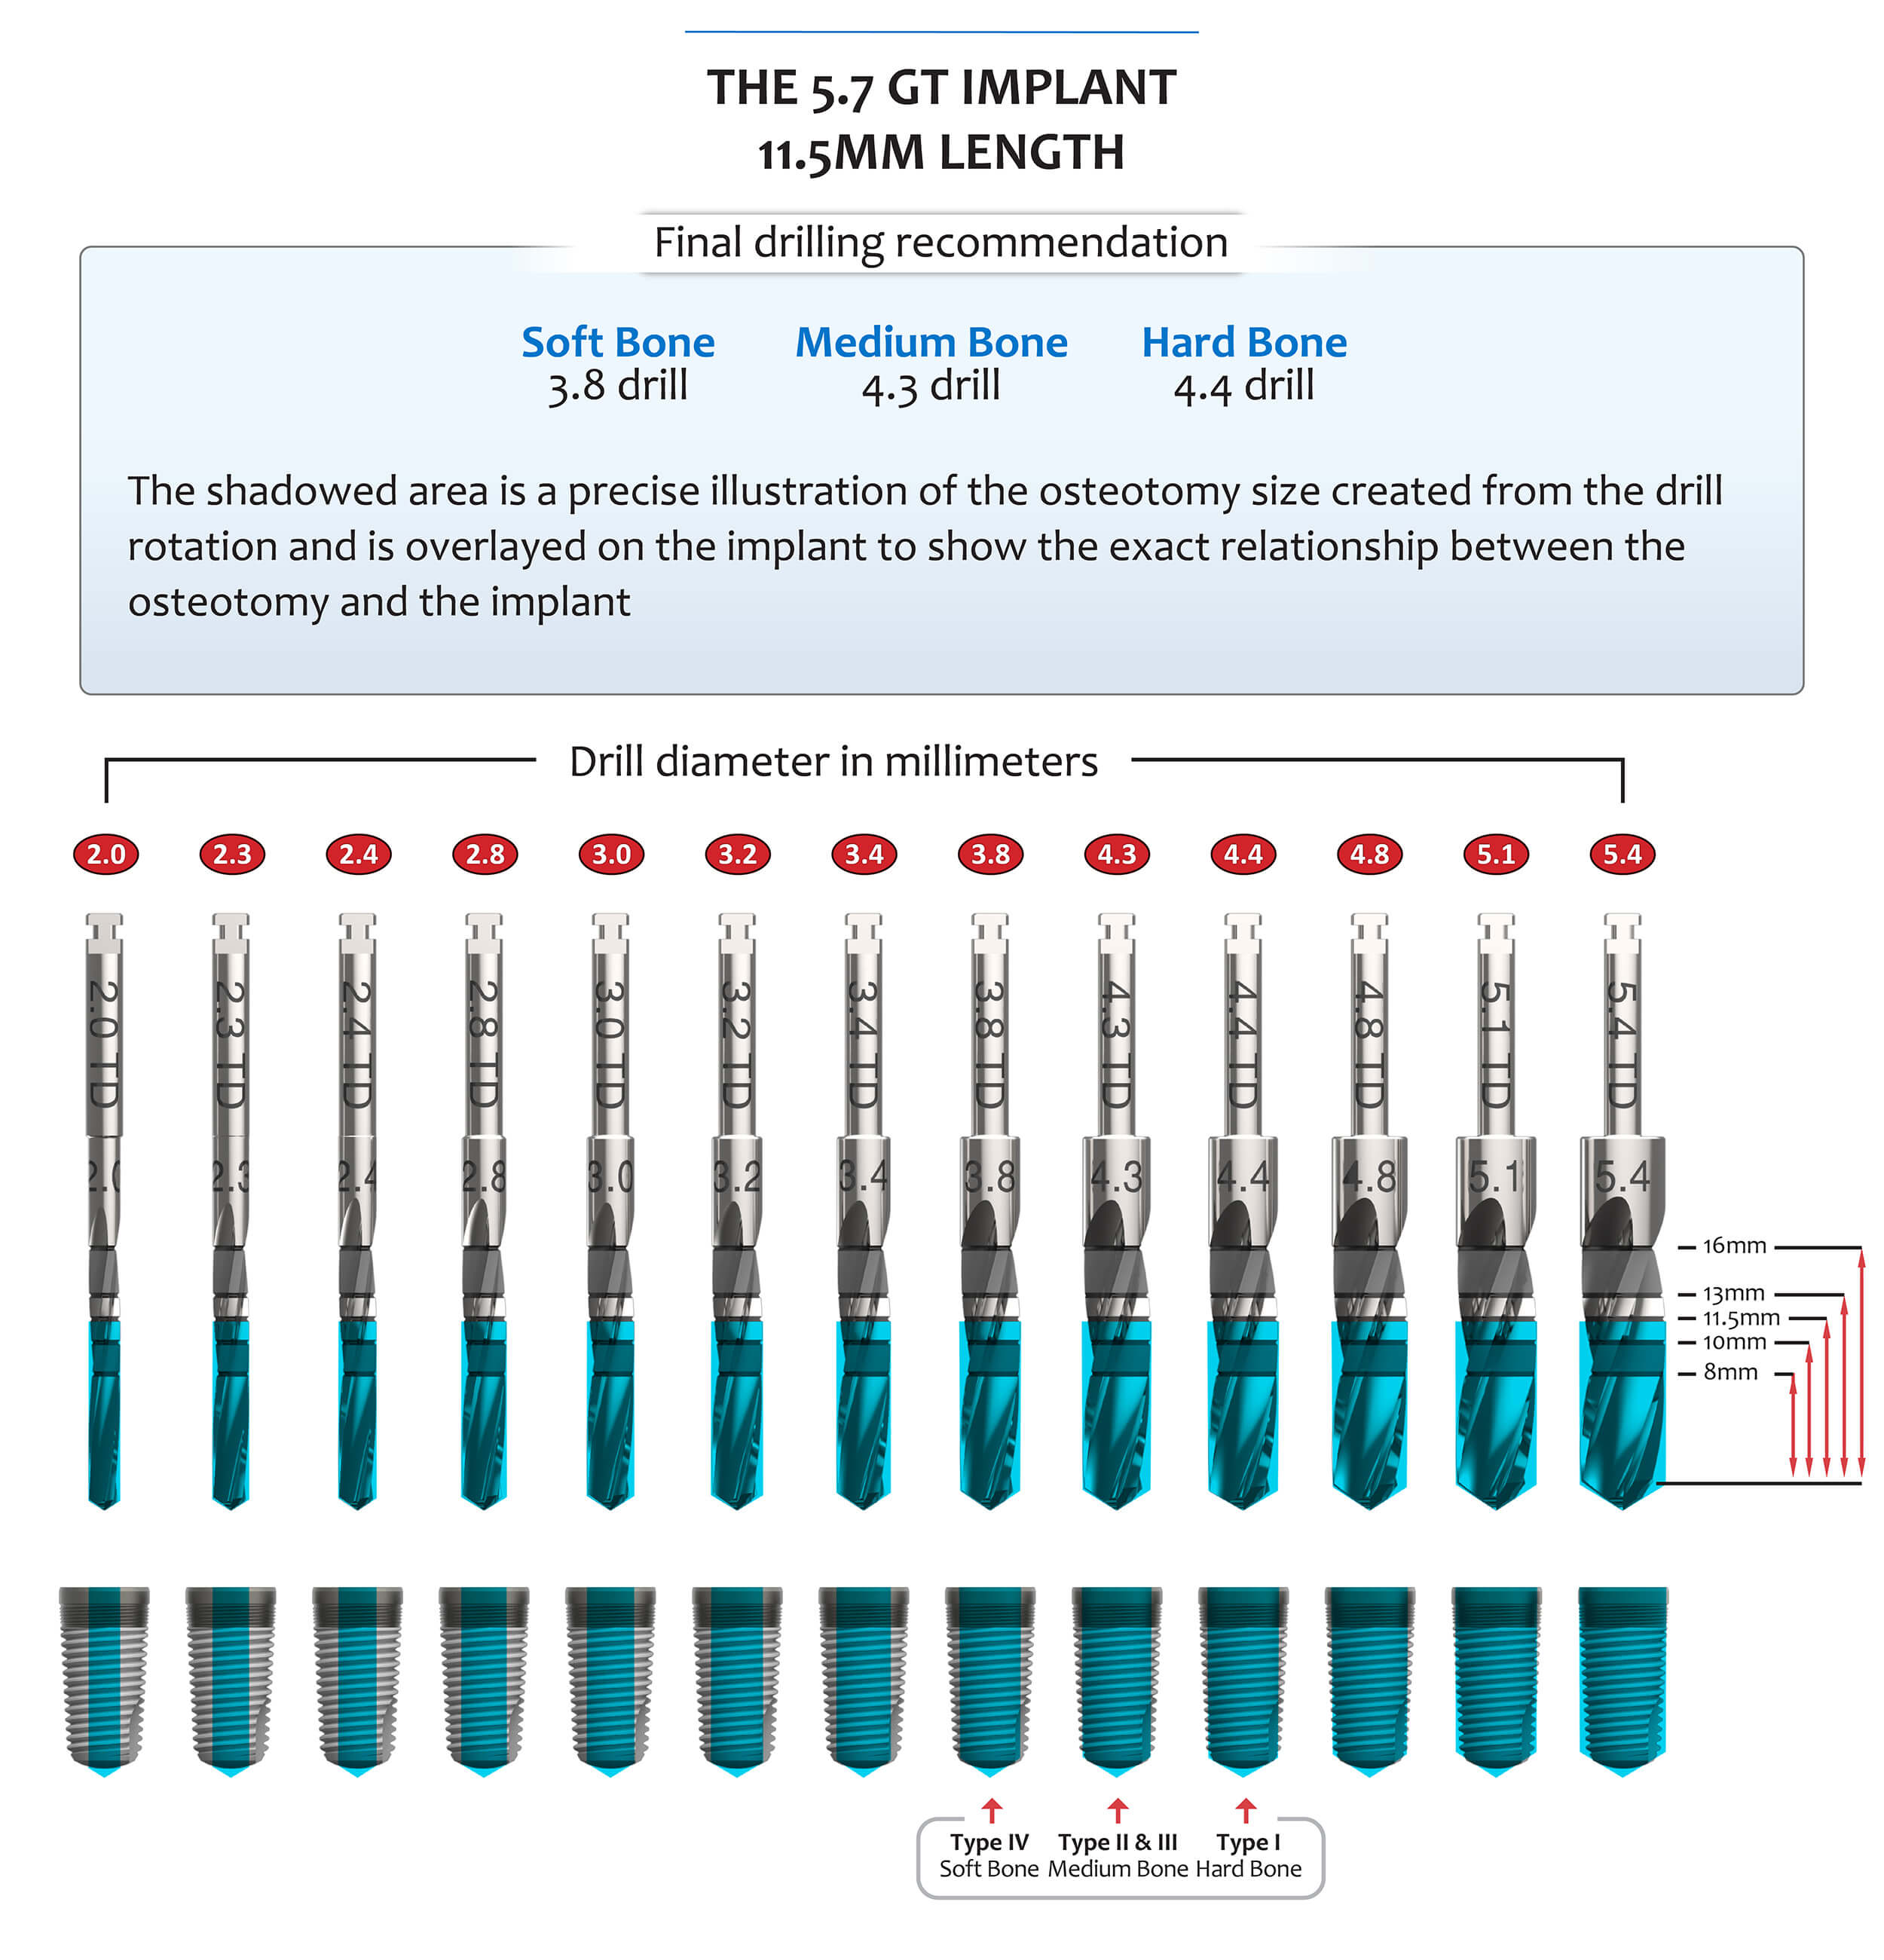 THE 5.7 GT IMPLANT
11.5MM LENGTH
Final drilling recommendation
Soft Bone Medium Bone Hard Bone
3.8 drill 4.3 drill 4.4 drill
The shadowed area is a precise illustration of the osteotomy size created from the drill
rotation and is overlayed on the implant to show the exact relationship between the
osteotomy and the implant
Drill diameter in millimeters
2.0 2.3 2.4 2.8 3.0 3.2 3.4 3.8 4.3 4.4 4.8 5.1 5.4
2.0 TD 2.3 TD 2.4 TD 2.8 TD 3.0 TD 3.2 TD 3.4 TD 3.8 TD 4.3 TD 4.4 TD 4.8 TD 5.1 TD 5.4 TD
2.0 2.3 2.4 2.8 3.0 3.2 3.4 3.8 4.3 4.4 4.8 5.1 5.4
16mm
13mm
11.5mm
10mm
8mm
Type IV Type II & III Type I
Soft Bone Medium Bone Hard Bone